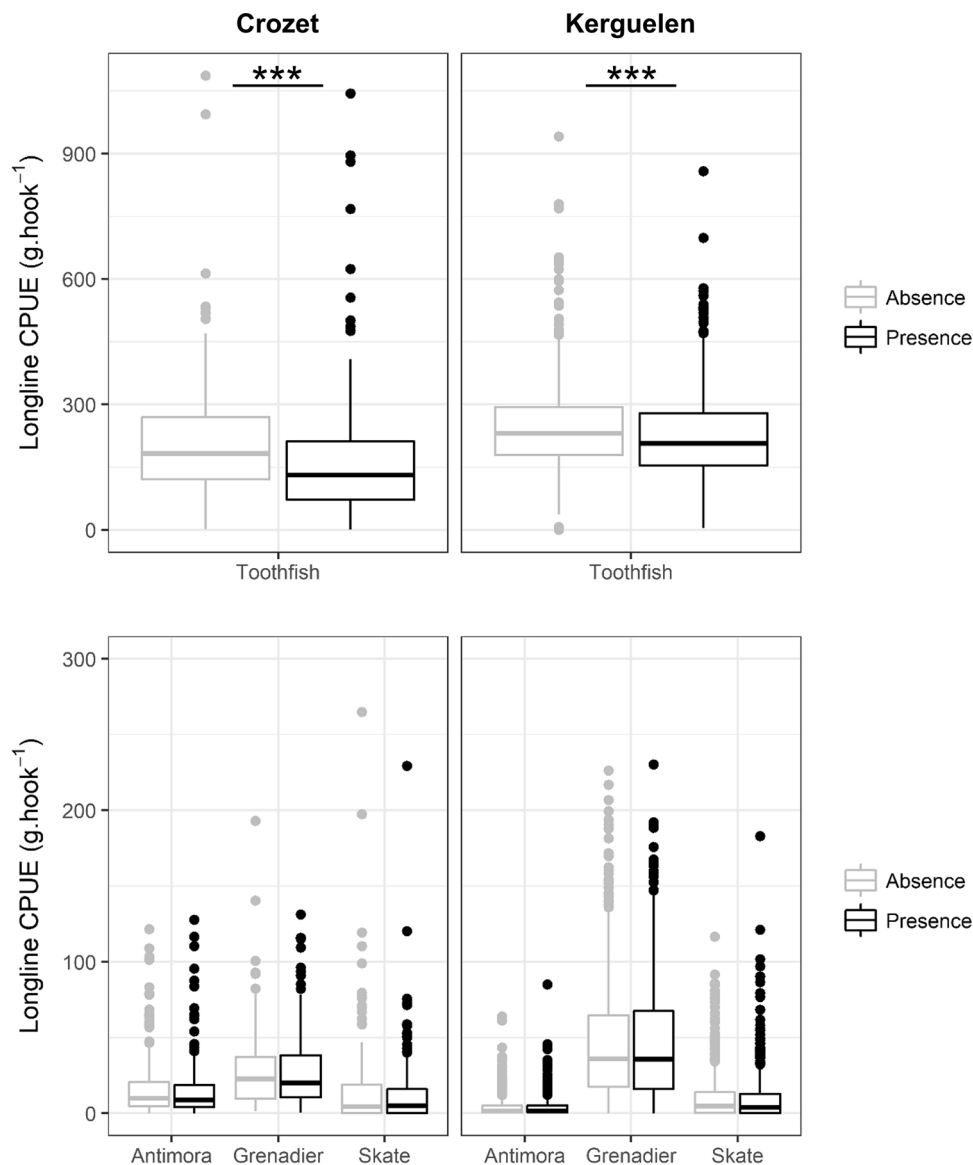 Crozet Kerguelen
*** ***
Longline CPUE (g.hook⁻¹)
900
600
300
0
Toothfish Toothfish
Absence
Presence
Longline CPUE (g.hook⁻¹)
300
200
100
0
Antimora Grenadier Skate Antimora Grenadier Skate
Absence
Presence